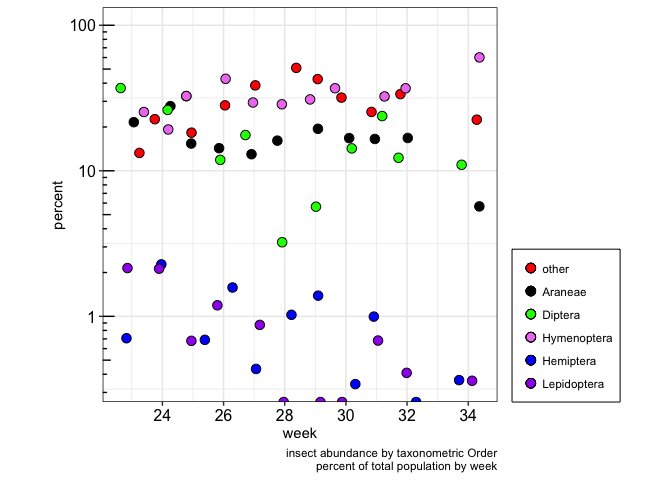 100
10
1
percent
24 26 28 30 32 34
week
other
Araneae
Diptera
Hymenoptera
Hemiptera
Lepidoptera
insect abundance by taxonometric Order
percent of total population by week